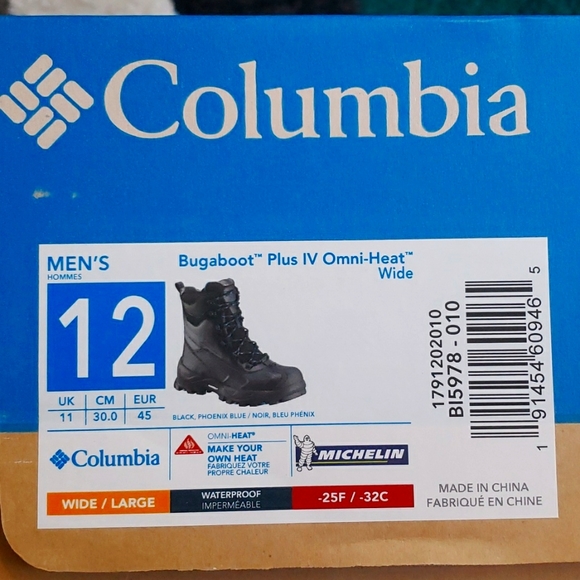 Columbia
MEN'S
HOMMES
12
UK CM EUR
11 30.0 45
Bugaboot™ Plus IV Omni-Heat™
Wide
BLACK, PHOENIX BLUE / NOIR, BLEU PHÉNIX
Columbia
OMNI-HEAT®
MAKE YOUR
OWN HEAT
FABRIQUEZ VOTRE
PROPRE CHALEUR
MICHELIN
WIDE / LARGE
WATERPROOF
IMPERMÉABLE
-25F / -32C
1791202010
BI5978 - 010
1 91454 60946 5
MADE IN CHINA
FABRIQUÉ EN CHINE